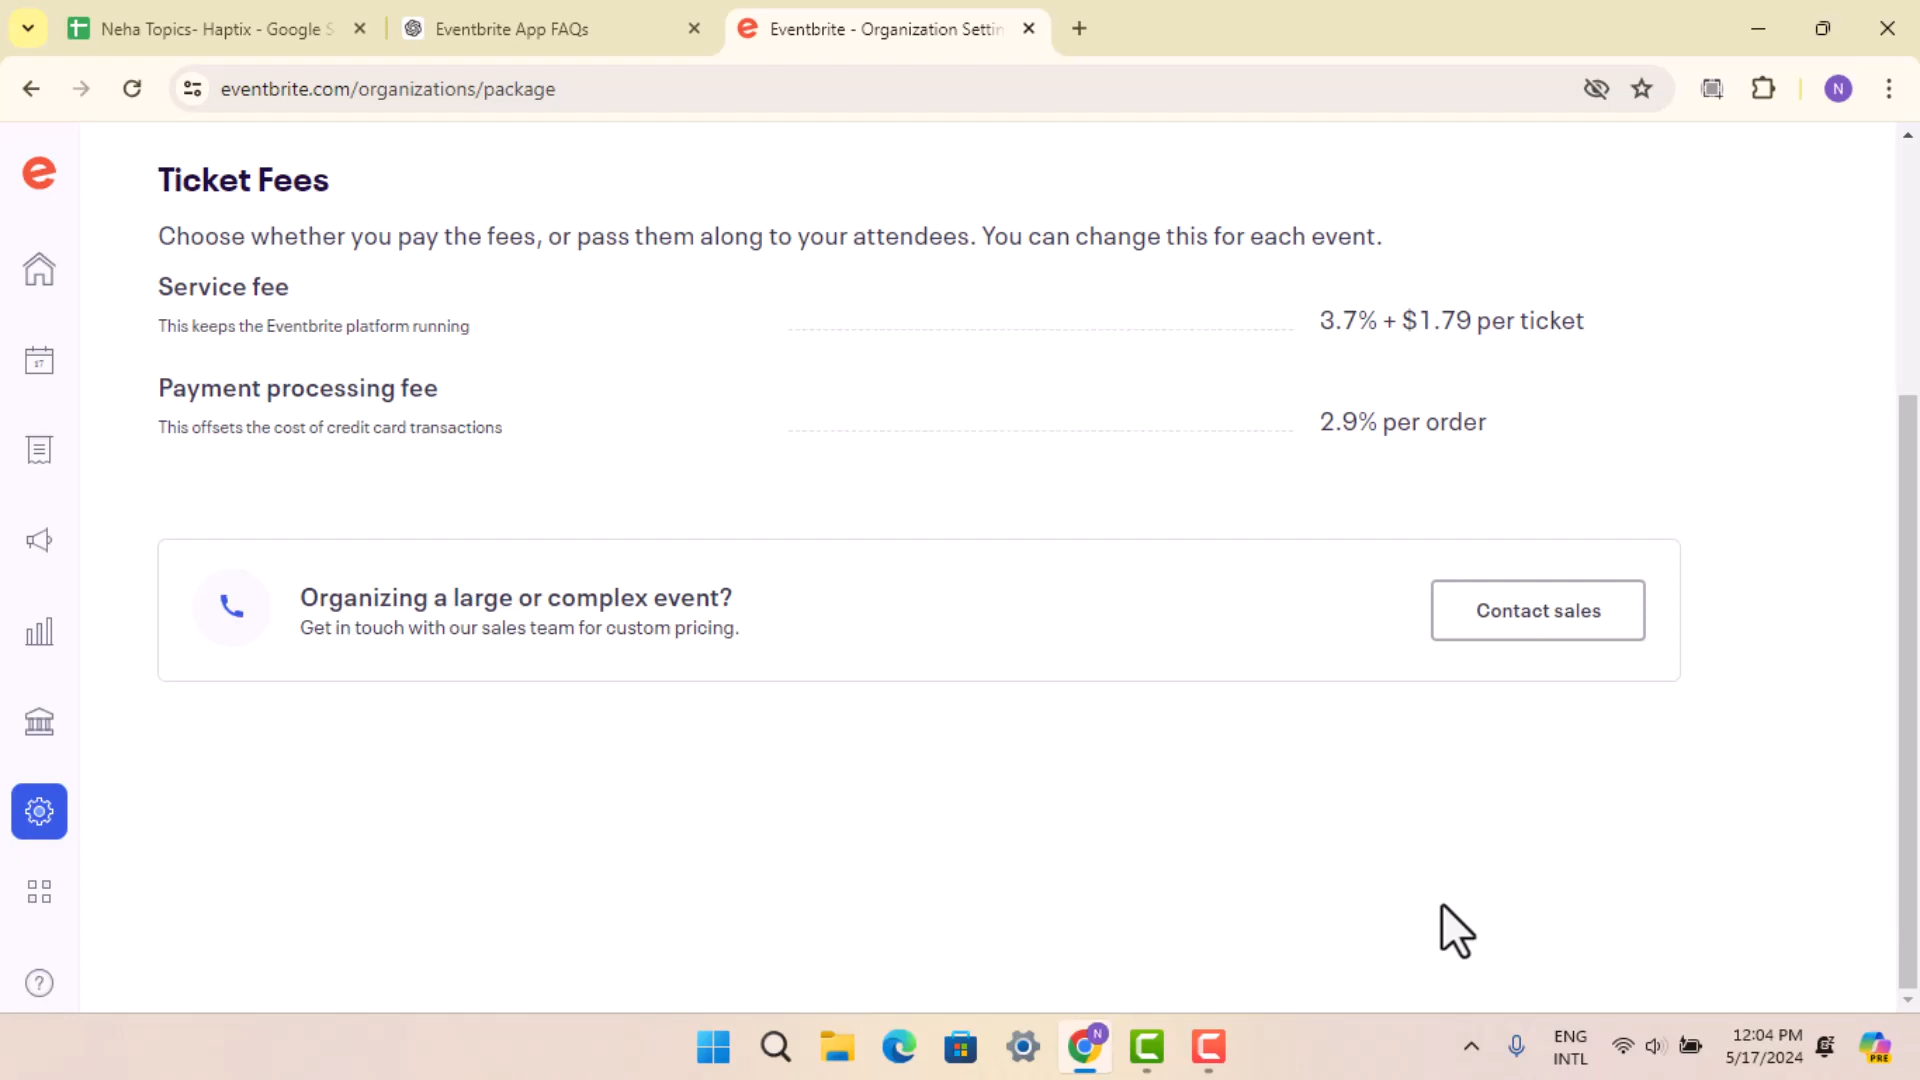 Neha Topics- Haptix - Google S
Eventbrite App FAQs
Eventbrite - Organization Settin
eventbrite.com/organizations/package
N
Ticket Fees
Choose whether you pay the fees, or pass them along to your attendees. You can change this for each event.
Service fee
This keeps the Eventbrite platform running
3.7% + $1.79 per ticket
Payment processing fee
This offsets the cost of credit card transactions
2.9% per order
Organizing a large or complex event?
Get in touch with our sales team for custom pricing.
Contact sales
17
e
?
N
ENG
INTL
12:04 PM
5/17/2024
PRE